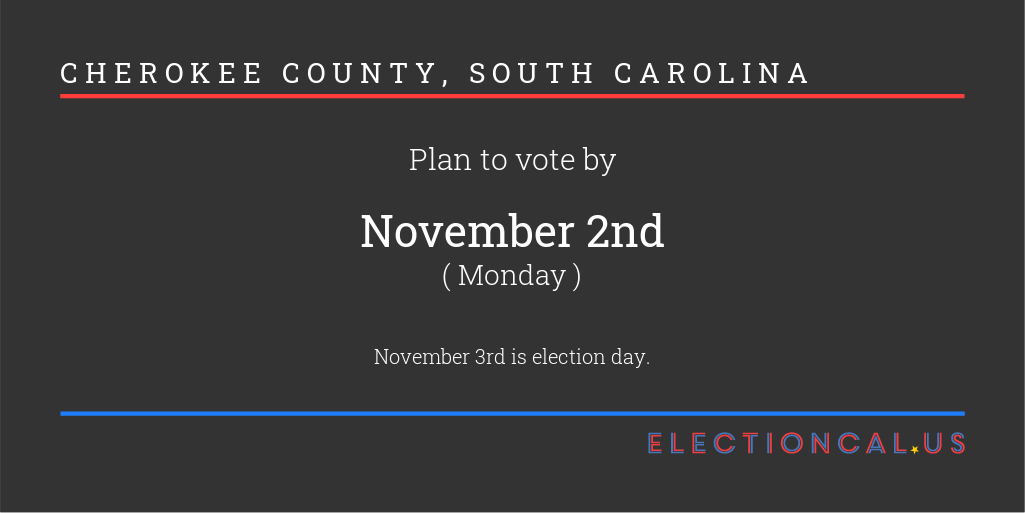 CHEROKEE COUNTY, SOUTH CAROLINA
Plan to vote by
November 2nd
( Monday )
November 3rd is election day.
ELECTIONCAL.US